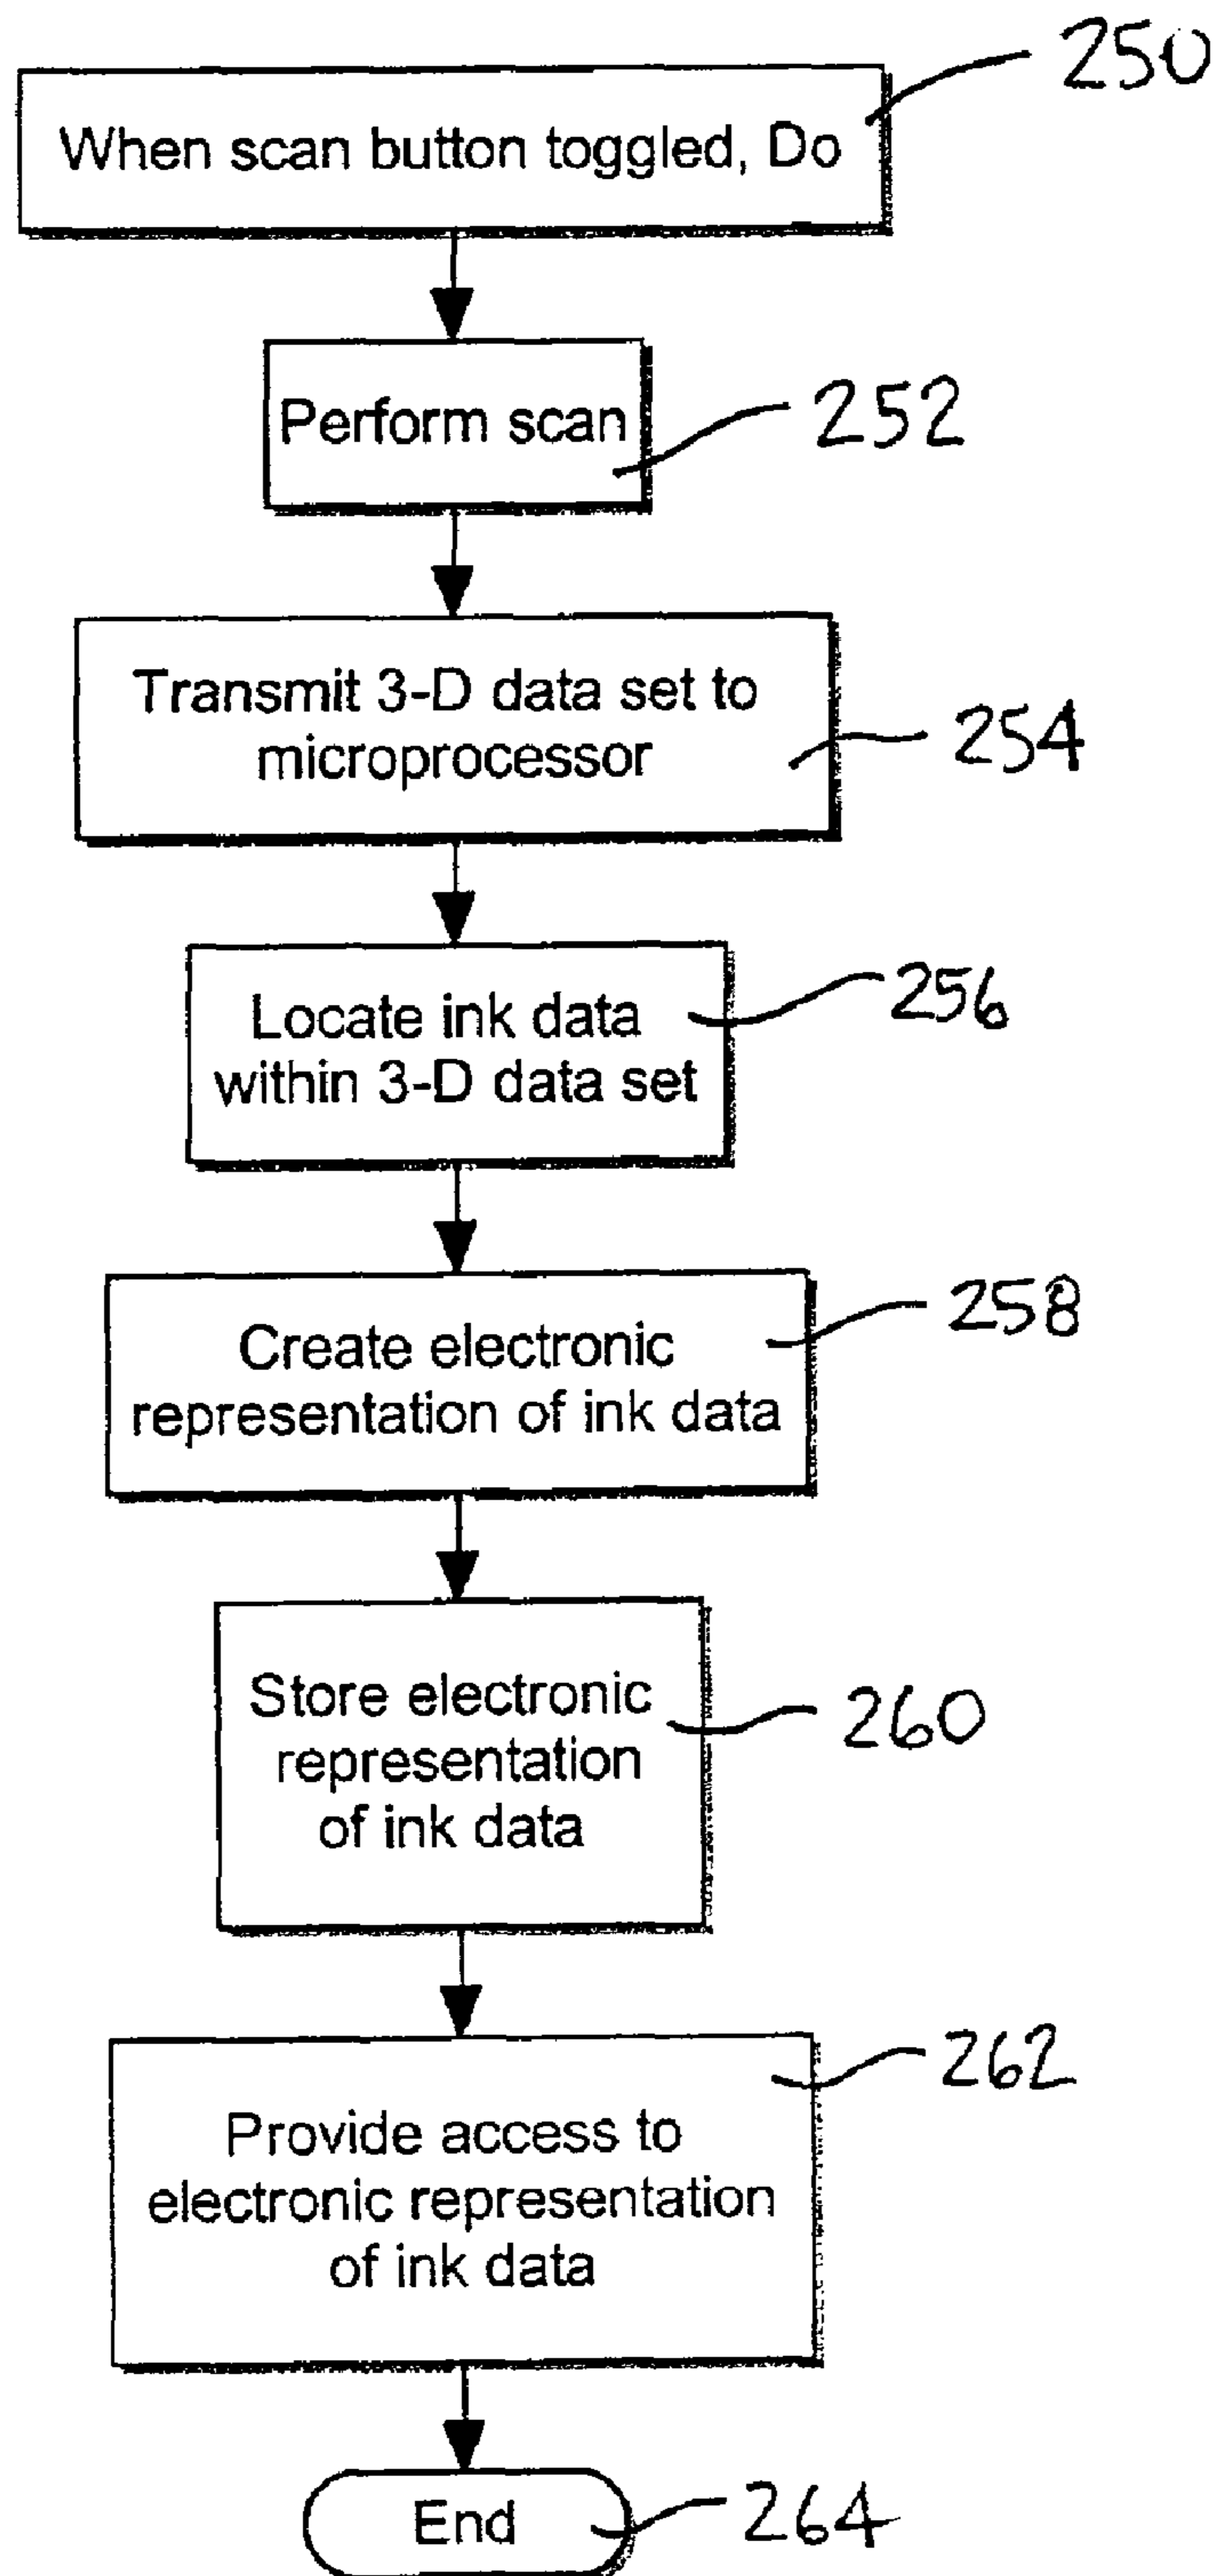 250
When scan button toggled, Do
Perform scan
252
Transmit 3-D data set to
microprocessor
254
Locate ink data
within 3-D data set
256
Create electronic
representation of ink data
258
Store electronic
representation
of ink data
260
Provide access to
electronic representation
of ink data
262
End
264